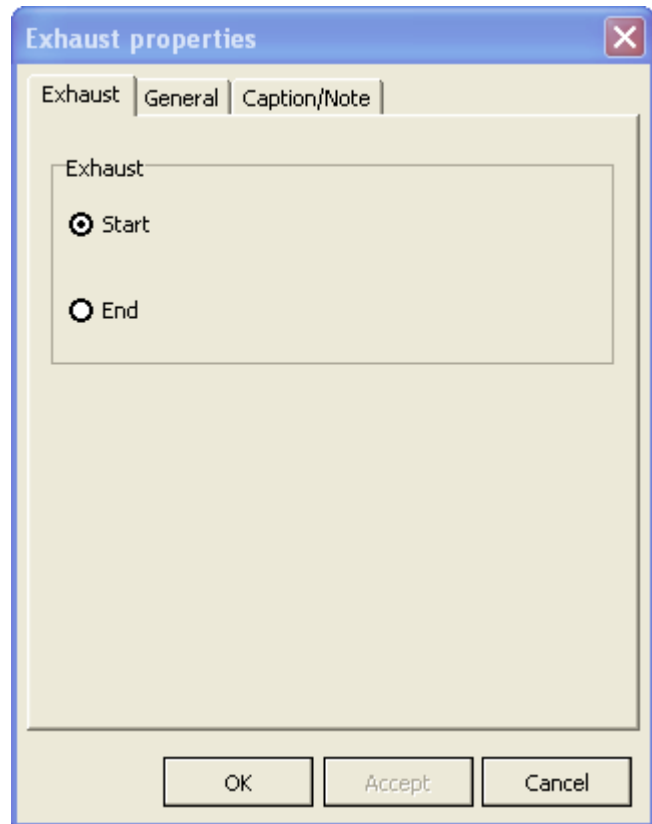 Exhaust properties
Exhaust General Caption/Note
Exhaust
Start
End
OK Accept Cancel